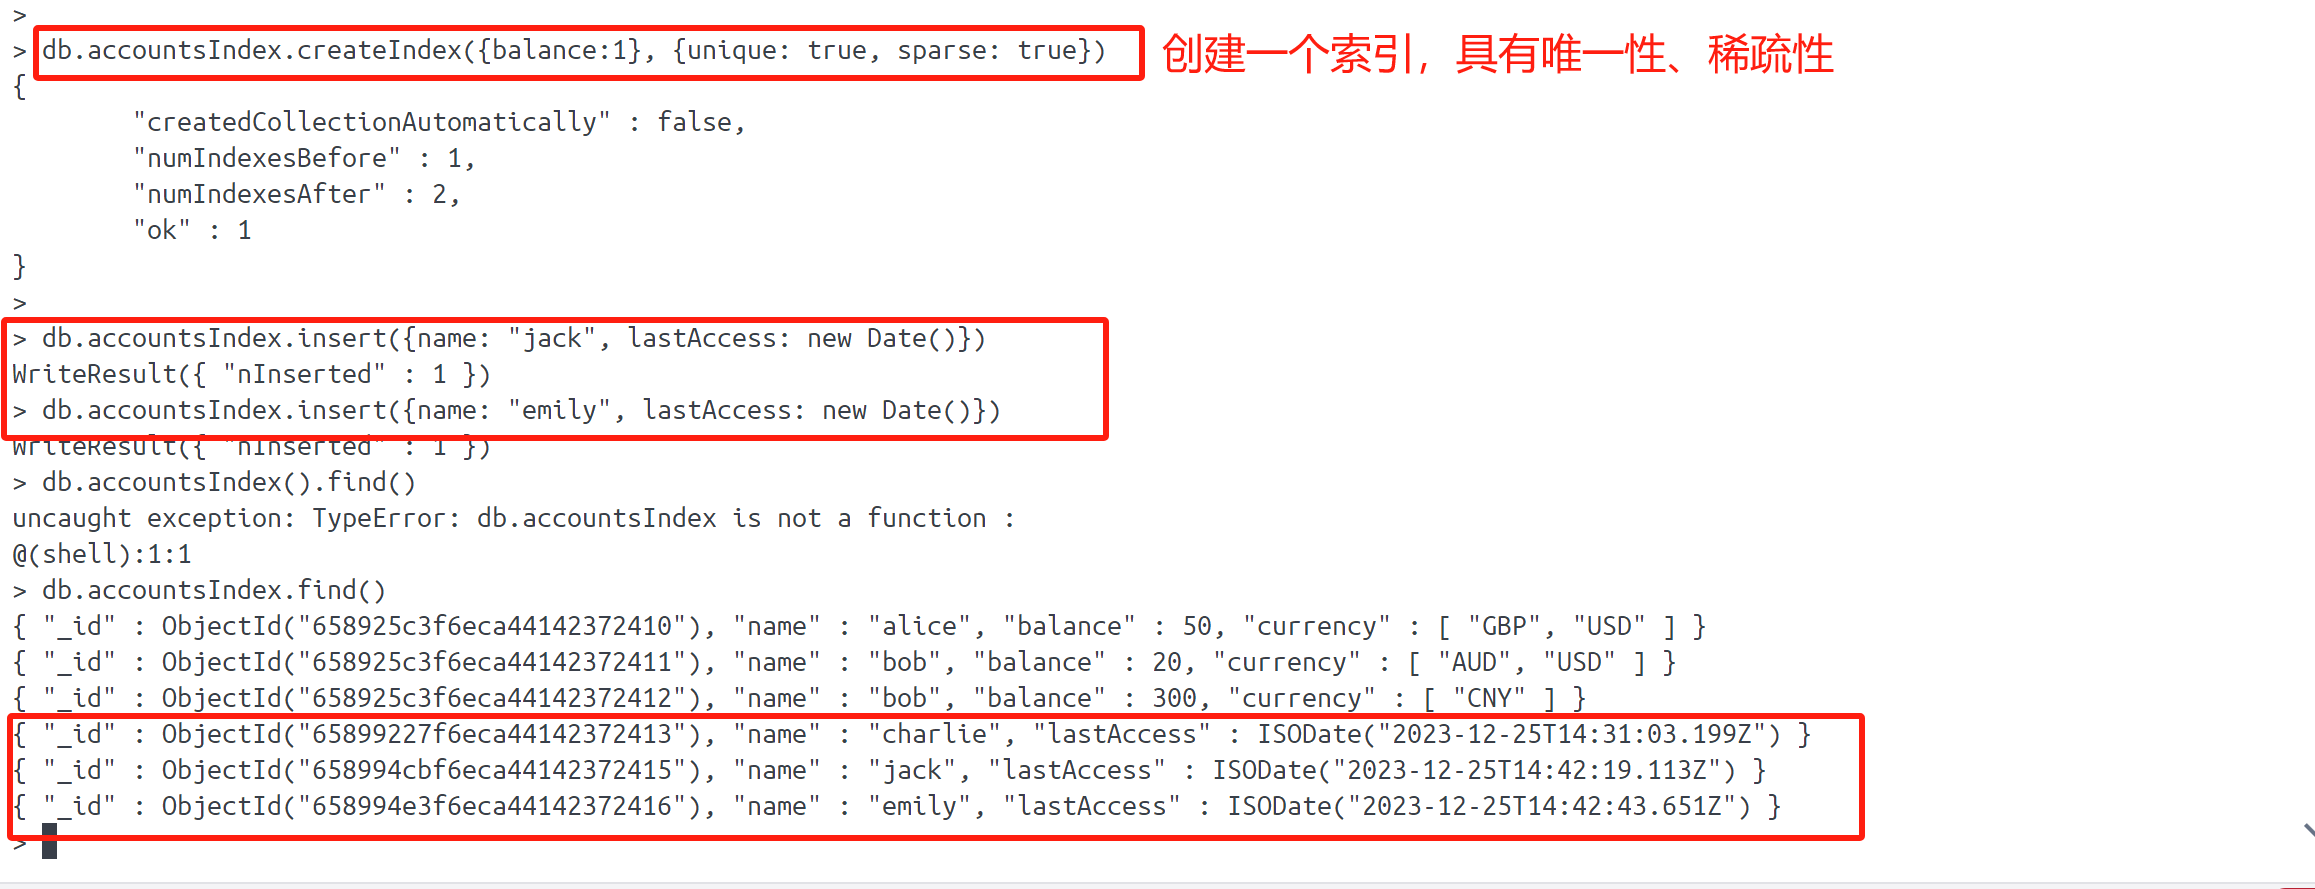 >
> db.accountsIndex.createIndex({balance:1}, {unique: true, sparse: true}) 创建一个索引，具有唯一性、稀疏性
{
"createdCollectionAutomatically" : false,
"numIndexesBefore" : 1,
"numIndexesAfter" : 2,
"ok" : 1
}
>
> db.accountsIndex.insert({name: "jack", lastAccess: new Date()})
WriteResult({ "nInserted" : 1 })
> db.accountsIndex.insert({name: "emily", lastAccess: new Date()})
WriteResult({ "nInserted" : 1 })
> db.accountsIndex().find()
uncaught exception: TypeError: db.accountsIndex is not a function :
@(shell):1:1
> db.accountsIndex.find()
{ "_id" : ObjectId("658925c3f6eca44142372410"), "name" : "alice", "balance" : 50, "currency" : [ "GBP", "USD" ] }
{ "_id" : ObjectId("658925c3f6eca44142372411"), "name" : "bob", "balance" : 20, "currency" : [ "AUD", "USD" ] }
{ "_id" : ObjectId("658925c3f6eca44142372412"), "name" : "bob", "balance" : 300, "currency" : [ "CNY" ] }
{ "_id" : ObjectId("65899227f6eca44142372413"), "name" : "charlie", "lastAccess" : ISODate("2023-12-25T14:31:03.199Z") }
{ "_id" : ObjectId("658994cbf6eca44142372415"), "name" : "jack", "lastAccess" : ISODate("2023-12-25T14:42:19.113Z") }
{ "_id" : ObjectId("658994e3f6eca44142372416"), "name" : "emily", "lastAccess" : ISODate("2023-12-25T14:42:43.651Z") }
>